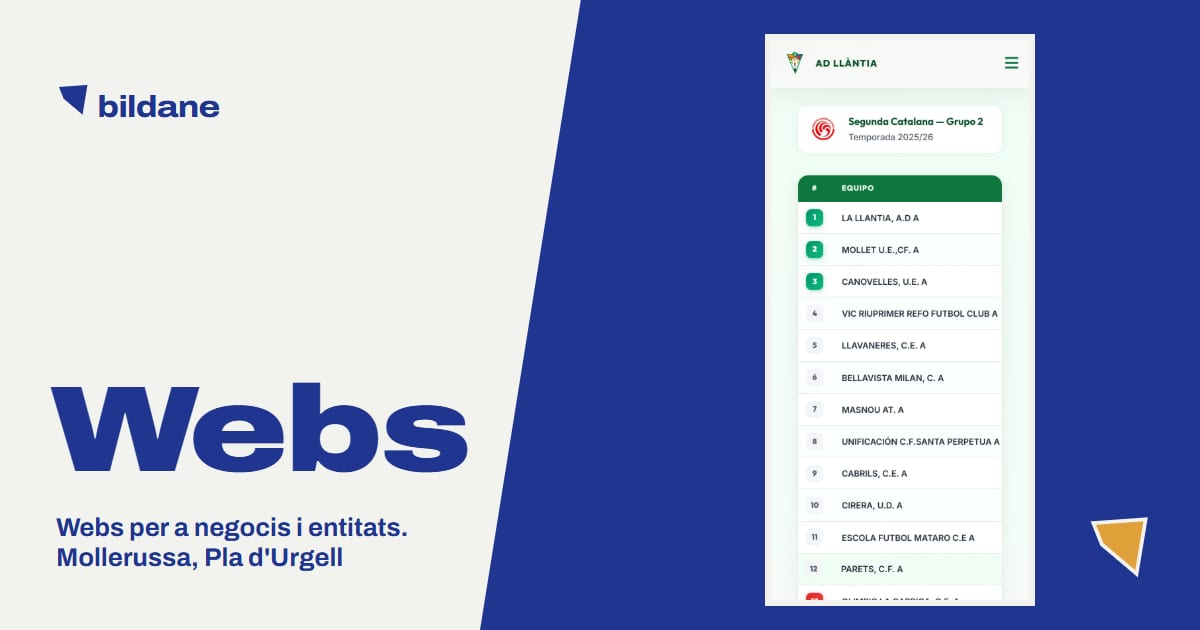 bildane
Webs
Webs per a negocis i entitats.
Mollerussa, Pla d'Urgell
AD LLÀNTIA
Segunda Catalana — Grupo 2
Temporada 2025/26
# EQUIPO
1 LA LLANTIA, A.D A
2 MOLLET U.E.,CF. A
3 CANOVELLES, U.E. A
4 VIC RIUPRIMER REFO FUTBOL CLUB A
5 LLAVANERES, C.E. A
6 BELLAVISTA MILAN, C. A
7 MASNOU AT. A
8 UNIFICACIÓN C.F.SANTA PERPETUA A
9 CABRILS, C.E. A
10 CIRERA, U.D. A
11 ESCOLA FUTBOL MATARO C.E A
12 PARETS, C.F. A